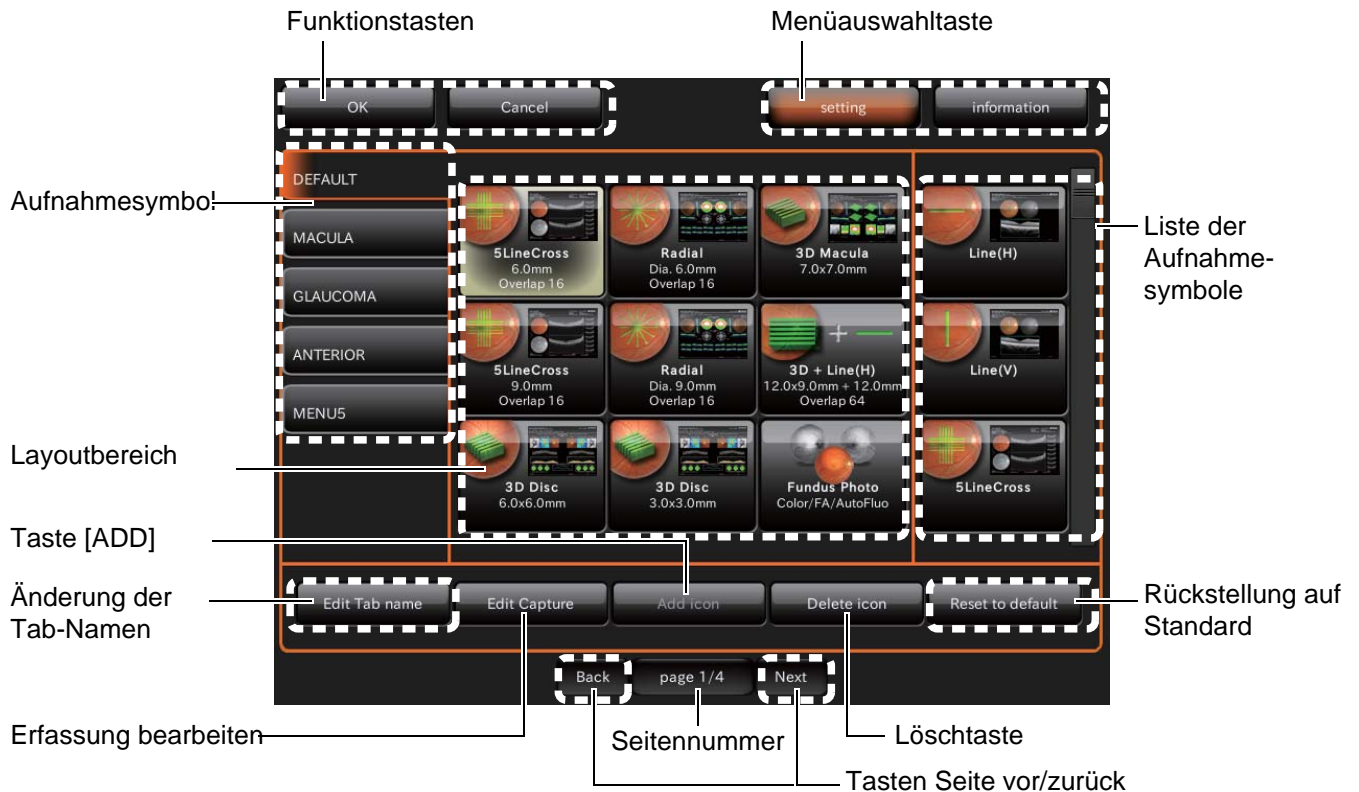 Funktionstasten
Menüauswahltaste
OK
Cancel
setting
information
Aufnahmesymbol
DEFAULT
MACULA
GLAUCOMA
ANTERIOR
MENU5
5LineCross
6.0mm
Overlap 16
Radial
Dia. 6.0mm
Overlap 16
3D Macula
7.0x7.0mm
5LineCross
9.0mm
Overlap 16
Radial
Dia. 9.0mm
Overlap 16
3D + Line(H)
12.0x9.0mm + 12.0mm
Overlap 64
3D Disc
6.0x6.0mm
3D Disc
3.0x3.0mm
Fundus Photo
Color/FA/AutoFluo
Line(H)
Line(V)
5LineCross
Liste der
Aufnahme-
symbole
Layoutbereich
Taste [ADD]
Änderung der
Tab-Namen
Edit Tab name
Edit Capture
Add icon
Delete icon
Reset to default
Rückstellung auf
Standard
Back
page 1/4
Next
Erfassung bearbeiten
Seitennummer
Löschtaste
Tasten Seite vor/zurück